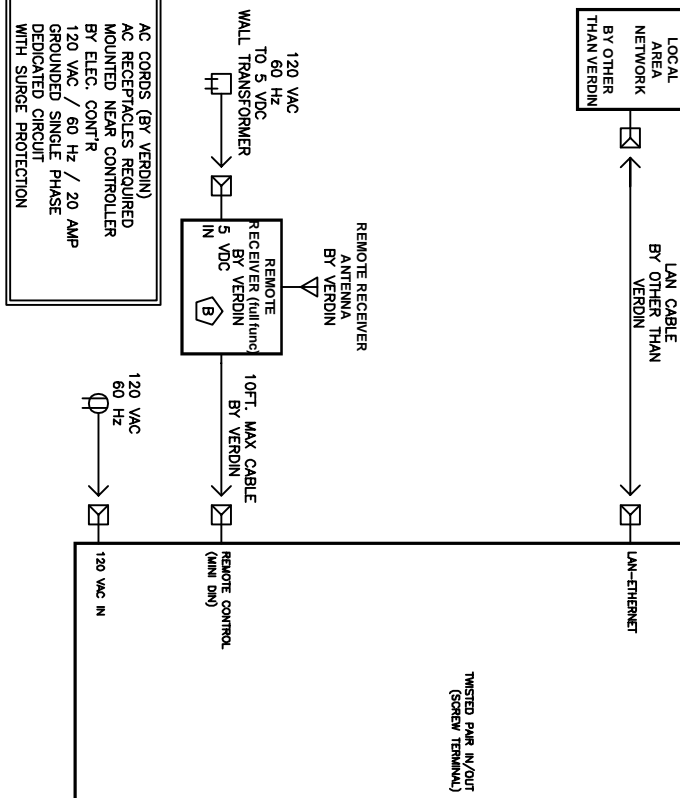 LOCAL
AREA
NETWORK
BY OTHER
THAN VERDIN
LAN CABLE
BY OTHER THAN
VERDIN
LAN-ETHERNET
TWISTED PAIR IN/OUT
(SCREW TERMINAL)
REMOTE RECEIVER
ANTENNA
BY VERDIN
120 VAC
60 Hz
TO 5 VDC
WALL TRANSFORMER
REMOTE
RECEIVER (full func)
BY VERDIN
5 VDC
IN
B
10FT. MAX CABLE
BY VERDIN
REMOTE CONTROL
(MINI DIN)
120 VAC
60 Hz
120 VAC IN
AC CORDS (BY VERDIN)
AC RECEPTACLES REQUIRED
MOUNTED NEAR CONTROLLER
BY ELEC. CONT'R
120 VAC / 60 Hz / 20 AMP
GROUNDED SINGLE PHASE
DEDICATED CIRCUIT
WITH SURGE PROTECTION